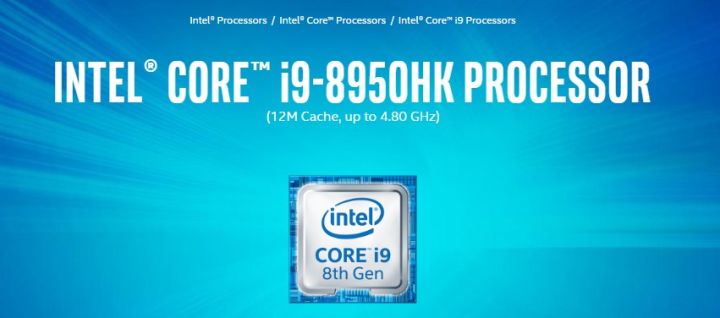 Intel® Processors / Intel® Core™ Processors / Intel® Core™ i9 Processors
INTEL® CORE™ i9-8950HK PROCESSOR
(12M Cache, up to 4.80 GHz)
intel®
CORE™ i9
8th Gen